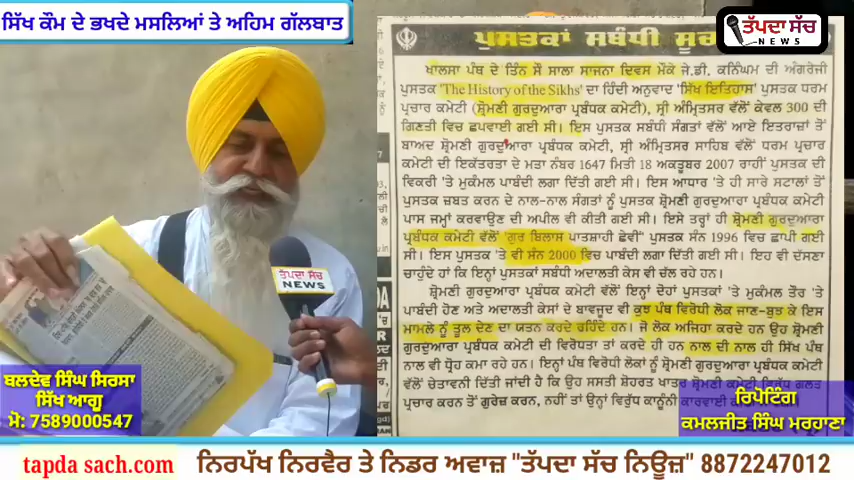 ਸਿੱਖ ਕੌਮ ਦੇ ਭਖਦੇ ਮਸਲਿਆਂ ਤੇ ਅਹਿਮ ਗੱਲਬਾਤ
ਤੱਪਦਾ ਸੱਚ
NEWS
ਪੁਸਤਕਾਂ ਸਬੰਧੀ
ਖਾਲਸਾ ਪੰਥ ਦੇ ਤਿੰਨ ਸੌ ਸਾਲਾ ਸਾਜਨਾ ਦਿਵਸ ਮੌਕੇ ਜੇ.ਡੀ. ਕਨਿੰਘਮ ਦੀ ਅੰਗਰੇਜੀ
ਪੁਸਤਕ 'The History of the Sikhs' ਦਾ ਹਿੰਦੀ ਅਨੁਵਾਦ 'ਸਿੱਖ ਇਤਿਹਾਸ' ਪੁਸਤਕ ਧਰਮ
ਪ੍ਰਚਾਰ ਕਮੇਟੀ (ਸ਼੍ਰੋਮਣੀ ਗੁਰਦੁਆਰਾ ਪ੍ਰਬੰਧਕ ਕਮੇਟੀ), ਸ੍ਰੀ ਅੰਮ੍ਰਿਤਸਰ ਵੱਲੋਂ ਕੇਵਲ 300 ਦੀ
ਗਿਣਤੀ ਵਿਚ ਛਪਵਾਈ ਗਈ ਸੀ। ਇਸ ਪੁਸਤਕ ਸਬੰਧੀ ਸੰਗਤਾਂ ਵੱਲੋਂ ਆਏ ਇਤਰਾਜ਼ਾਂ ਤੋਂ
ਬਾਅਦ ਸ਼੍ਰੋਮਣੀ ਗੁਰਦੁਆਰਾ ਪ੍ਰਬੰਧਕ ਕਮੇਟੀ, ਸ੍ਰੀ ਅੰਮ੍ਰਿਤਸਰ ਸਾਹਿਬ ਵੱਲੋਂ ਧਰਮ ਪ੍ਰਚਾਰ
ਕਮੇਟੀ ਦੀ ਇਕੱਤਰਤਾ ਦੇ ਮਤਾ ਨੰਬਰ 1647 ਮਿਤੀ 18 ਅਕਤੂਬਰ 2007 ਰਾਹੀਂ ਪੁਸਤਕ ਦੀ
ਵਿਕਰੀ 'ਤੇ ਮੁਕੰਮਲ ਪਾਬੰਦੀ ਲਗਾ ਦਿੱਤੀ ਗਈ ਸੀ। ਇਸ ਆਧਾਰ 'ਤੇ ਹੀ ਸਾਰੇ ਸਟਾਲਾਂ ਤੋਂ
ਪੁਸਤਕ ਜ਼ਬਤ ਕਰਨ ਦੇ ਨਾਲ-ਨਾਲ ਸੰਗਤਾਂ ਨੂੰ ਪੁਸਤਕ ਸ਼੍ਰੋਮਣੀ ਗੁਰਦੁਆਰਾ ਪ੍ਰਬੰਧਕ ਕਮੇਟੀ
ਪਾਸ ਜਮ੍ਹਾਂ ਕਰਵਾਉਣ ਦੀ ਅਪੀਲ ਵੀ ਕੀਤੀ ਗਈ ਸੀ। ਇਸੇ ਤਰ੍ਹਾਂ ਹੀ ਸ਼੍ਰੋਮਣੀ ਗੁਰਦੁਆਰਾ
ਪ੍ਰਬੰਧਕ ਕਮੇਟੀ ਵੱਲੋਂ 'ਗੁਰ ਬਿਲਾਸ ਪਾਤਸ਼ਾਹੀ ਛੇਵੀਂ' ਪੁਸਤਕ ਸੰਨ 1996 ਵਿਚ ਛਾਪੀ ਗਈ
ਸੀ। ਇਸ ਪੁਸਤਕ 'ਤੇ ਵੀ ਸੰਨ 2000 ਵਿਚ ਪਾਬੰਦੀ ਲਗਾ ਦਿੱਤੀ ਗਈ ਸੀ। ਇਹ ਵੀ ਦੱਸਣਾ
ਚਾਹੁੰਦੇ ਹਾਂ ਕਿ ਇਨ੍ਹਾਂ ਪੁਸਤਕਾਂ ਸਬੰਧੀ ਅਦਾਲਤੀ ਕੇਸ ਵੀ ਚੱਲ ਰਹੇ ਹਨ।
ਸ਼੍ਰੋਮਣੀ ਗੁਰਦੁਆਰਾ ਪ੍ਰਬੰਧਕ ਕਮੇਟੀ ਵੱਲੋਂ ਇਨ੍ਹਾਂ ਦੋਹਾਂ ਪੁਸਤਕਾਂ 'ਤੇ ਮੁਕੰਮਲ ਤੌਰ 'ਤੇ
ਪਾਬੰਦੀ ਹੋਣ ਅਤੇ ਅਦਾਲਤੀ ਕੇਸਾਂ ਦੇ ਬਾਵਜੂਦ ਵੀ ਕੁਝ ਪੰਥ ਵਿਰੋਧੀ ਲੋਕ ਜਾਣ-ਬੁਝ ਕੇ ਇਸ
ਮਾਮਲੇ ਨੂੰ ਤੂਲ ਦੇਣ ਦਾ ਯਤਨ ਕਰਦੇ ਰਹਿੰਦੇ ਹਨ। ਜੋ ਲੋਕ ਅਜਿਹਾ ਕਰਦੇ ਹਨ ਉਹ ਸ਼੍ਰੋਮਣੀ
ਗੁਰਦੁਆਰਾ ਪ੍ਰਬੰਧਕ ਕਮੇਟੀ ਦੀ ਵਿਰੋਧਤਾ ਤਾਂ ਕਰਦੇ ਹੀ ਹਨ ਨਾਲ ਦੀ ਨਾਲ ਹੀ ਸਿੱਖ ਪੰਥ
ਨਾਲ ਵੀ ਧ੍ਰੋਹ ਕਮਾ ਰਹੇ ਹਨ। ਇਨ੍ਹਾਂ ਪੰਥ ਵਿਰੋਧੀ ਲੋਕਾਂ ਨੂੰ ਸ਼੍ਰੋਮਣੀ ਗੁਰਦੁਆਰਾ ਪ੍ਰਬੰਧਕ ਕਮੇਟੀ
ਵੱਲੋਂ ਚੇਤਾਵਨੀ ਦਿੱਤੀ ਜਾਂਦੀ ਹੈ ਕਿ ਉਹ ਸਸਤੀ ਸ਼ੋਹਰਤ ਖਾਤਰ ਸ਼੍ਰੋਮਣੀ ਕਮੇਟੀ ਵਿਰੁੱਧ ਗਲਤ
ਪ੍ਰਚਾਰ ਕਰਨ ਤੋਂ ਗੁਰੇਜ਼ ਕਰਨ, ਨਹੀਂ ਤਾਂ ਉਨ੍ਹਾਂ ਵਿਰੁੱਧ ਕਾਨੂੰਨੀ ਕਾਰਵਾਈ
ਤੱਪਦਾ ਸੱਚ
NEWS
ਬਲਦੇਵ ਸਿੰਘ ਸਿਰਸਾ
ਸਿੱਖ ਆਗੂ
ਮੋ: 7589000547
ਰਿਪੋਟਿੰਗ
ਕਮਲਜੀਤ ਸਿੰਘ ਮਰਹਾਣਾ
tapda sach.com
ਨਿਰਪੱਖ ਨਿਰਵੈਰ ਤੇ ਨਿਡਰ ਅਵਾਜ਼ "ਤੱਪਦਾ ਸੱਚ ਨਿਊਜ਼" 8872247012